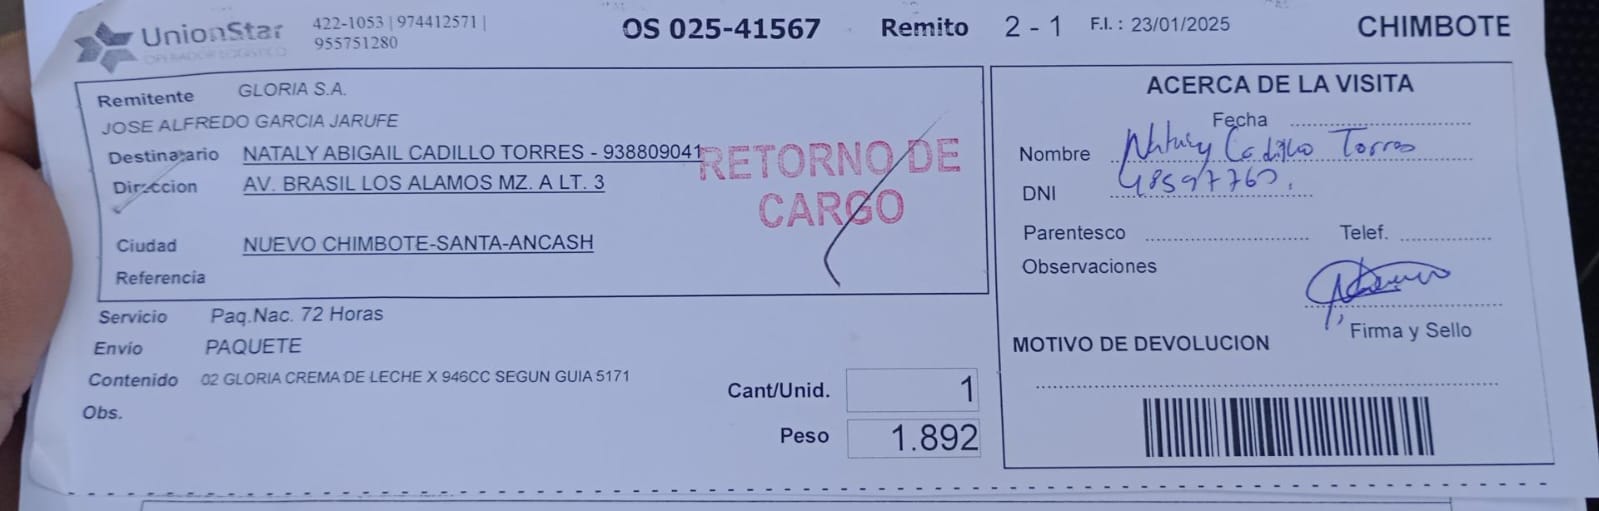 UnionStar
OPERADOR LOGISTICO
422-1053 | 974412571 |
955751280
OS 025-41567 Remito 2 - 1 F.I. : 23/01/2025 CHIMBOTE
Remitente GLORIA S.A.
JOSE ALFREDO GARCIA JARUFE
Destinatario NATALY ABIGAIL CADILLO TORRES - 938809041
Direccion AV. BRASIL LOS ALAMOS MZ. A LT. 3
Ciudad NUEVO CHIMBOTE-SANTA-ANCASH
Referencia
RETORNO DE
CARGO
Servicio Paq.Nac. 72 Horas
Envío PAQUETE
Contenido 02 GLORIA CREMA DE LECHE X 946CC SEGUN GUIA 5171
Obs.
Cant/Unid. 1
Peso 1.892
ACERCA DE LA VISITA
Fecha
Nombre Nataly Cadillo Torres
DNI
Parentesco Telef.
Observaciones
Firma y Sello
MOTIVO DE DEVOLUCION